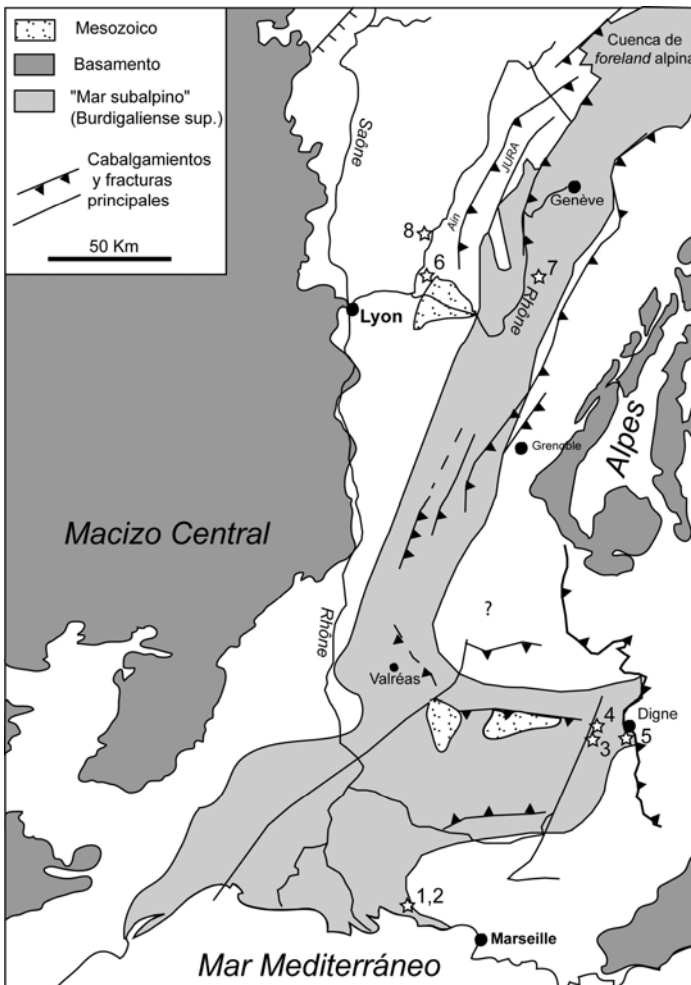 Mesozoico
Basamento
"Mar subalpino"
(Burdigaliense sup.)
Cabalgamientos
y fracturas
principales
50 Km
Cuenca de
foreland alpina
Saône
Ain
JURA
Genève
8
6
7
Rhône
Lyon
Grenoble
Alpes
Macizo Central
Rhône
?
Valréas
4
Digne
3
5
1,2
Marseille
Mar Mediterráneo